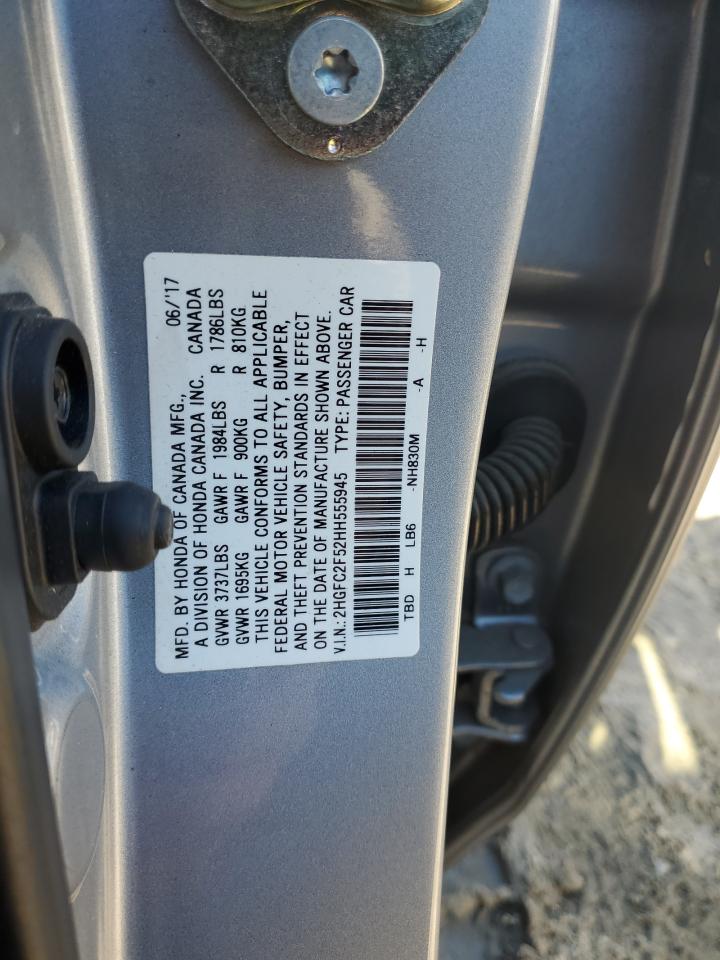 MFD. BY HONDA OF CANADA MFG., 06/'17
A DIVISION OF HONDA CANADA INC. CANADA
GVWR 3737LBS GAWR F 1984LBS R 1786LBS
GVWR 1695KG GAWR F 900KG R 810KG
THIS VEHICLE CONFORMS TO ALL APPLICABLE
FEDERAL MOTOR VEHICLE SAFETY, BUMPER,
AND THEFT PREVENTION STANDARDS IN EFFECT
ON THE DATE OF MANUFACTURE SHOWN ABOVE.
V.I.N.: 2HGFC2F52HH555945 TYPE: PASSENGER CAR
TBD H LB6 -NH830M -A -H